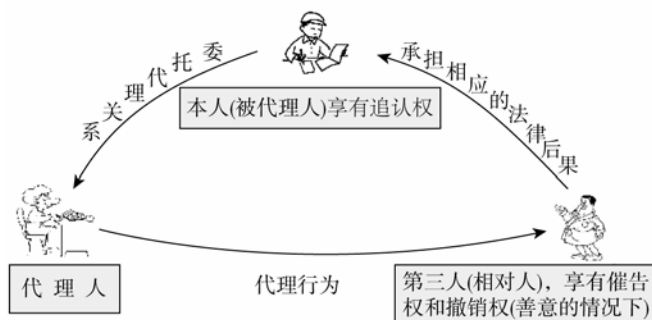 委托代理关系
承担相应的法律后果
本人(被代理人)享有追认权
代理人
代理行为
第三人(相对人)，享有催告
权和撤销权(善意的情况下)